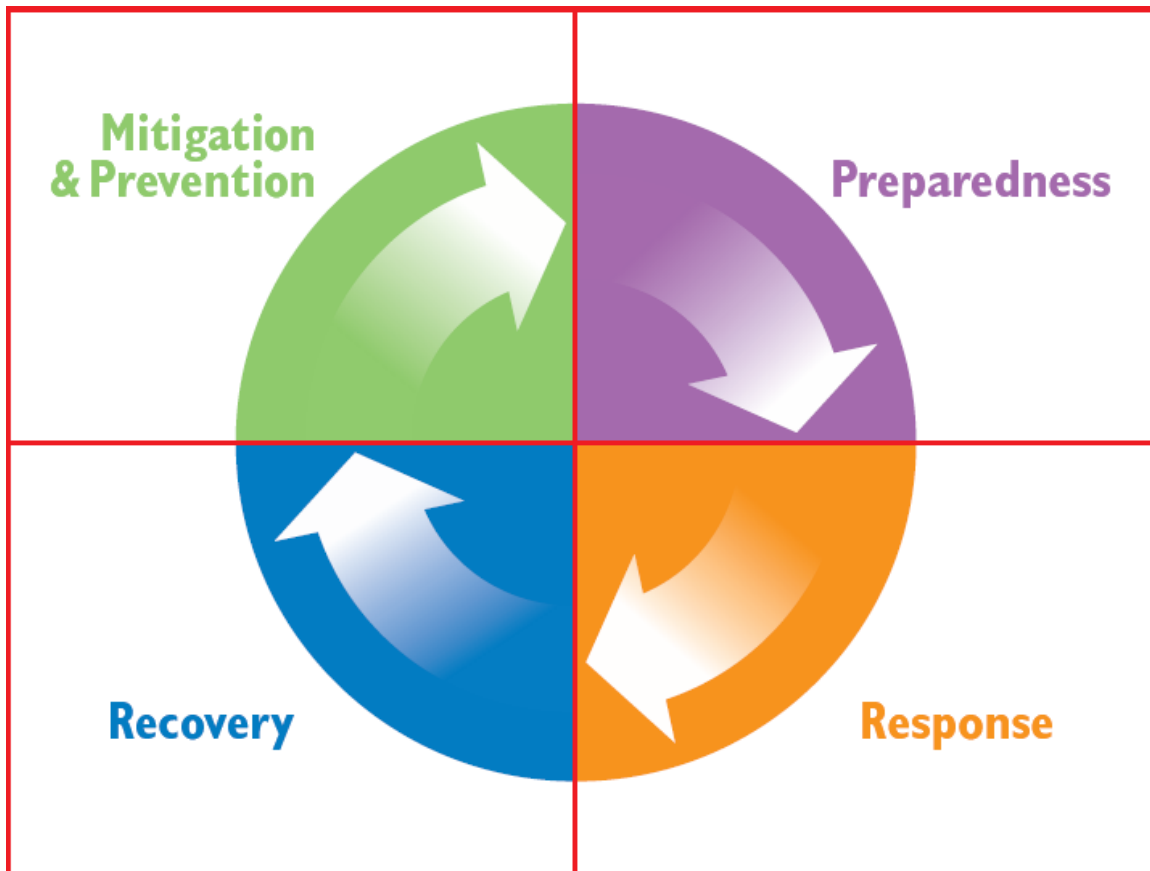 Mitigation
& Prevention
Preparedness
Recovery
Response